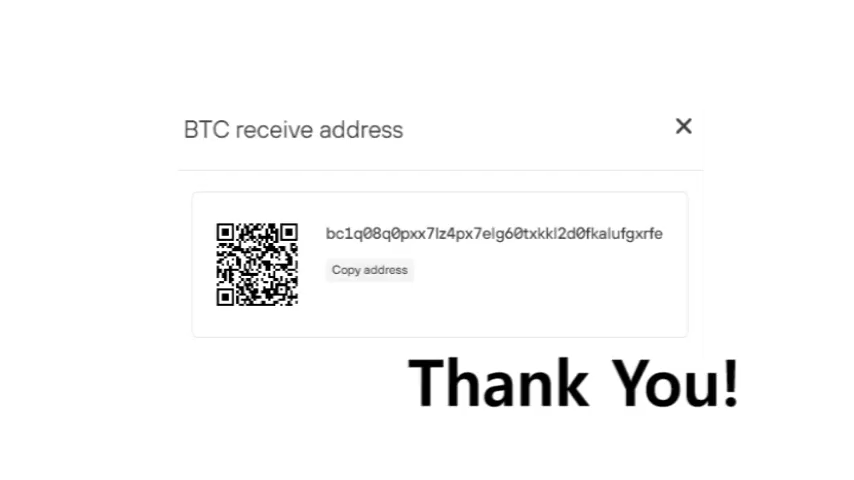 BTC receive address
bc1q08q0pxx7lz4px7elg60txkkl2d0fkalufgxrfe
Copy address
Thank You!